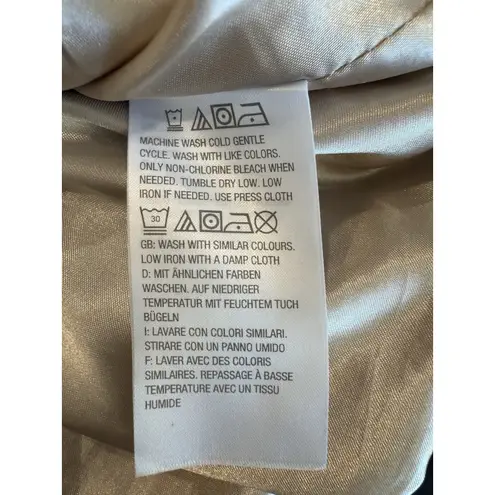 MACHINE WASH COLD GENTLE
CYCLE. WASH WITH LIKE COLORS.
ONLY NON-CHLORINE BLEACH WHEN
NEEDED. TUMBLE DRY LOW. LOW
IRON IF NEEDED. USE PRESS CLOTH
30
GB: WASH WITH SIMILAR COLOURS.
LOW IRON WITH A DAMP CLOTH
D: MIT ÄHNLICHEN FARBEN
WASCHEN. AUF NIEDRIGER
TEMPERATUR MIT FEUCHTEM TUCH
BÜGELN
I: LAVARE CON COLORI SIMILARI.
STIRARE CON UN PANNO UMIDO
F: LAVER AVEC DES COLORIS
SIMILAIRES. REPASSAGE À BASSE
TEMPERATURE AVEC UN TISSU
HUMIDE